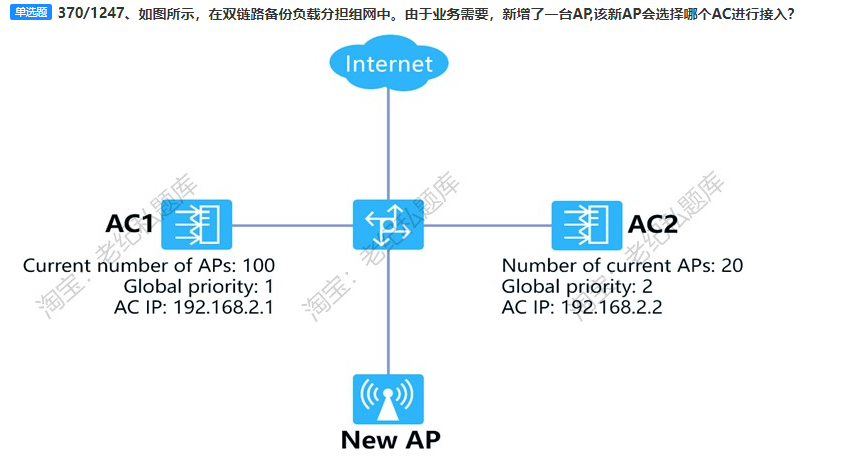 单选题 370/1247、如图所示，在双链路备份负载分担组网中。由于业务需要，新增了一台AP,该新AP会选择哪个AC进行接入?
Internet
AC1
AC2
Current number of APs: 100
Global priority: 1
AC IP: 192.168.2.1
Number of current APs: 20
Global priority: 2
AC IP: 192.168.2.2
New AP
淘宝：老纪私题库
淘宝：老纪私题库
淘宝：老纪私题库